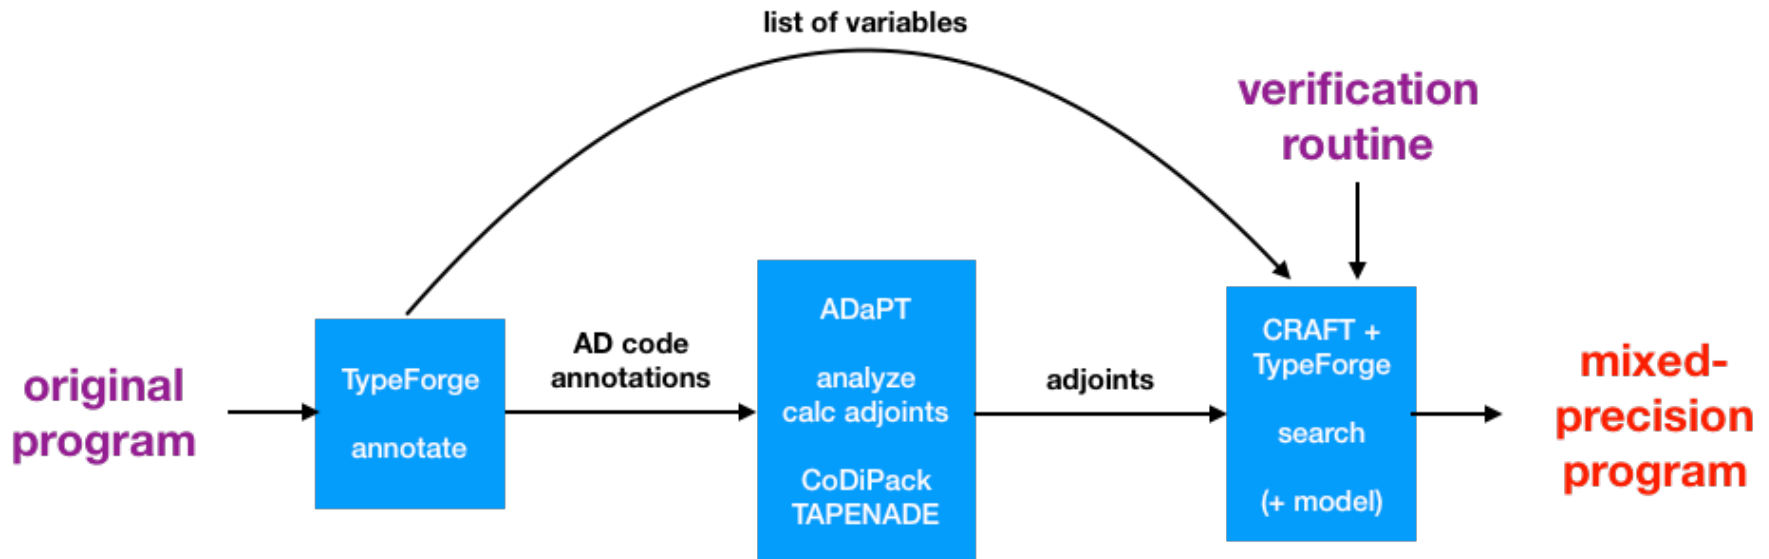 list of variables
verification
routine
original
program
TypeForge
annotate
AD code
annotations
ADaPT
analyze
calc adjoints
CoDiPack
TAPENADE
adjoints
CRAFT +
TypeForge
search
(+ model)
mixed-
precision
program